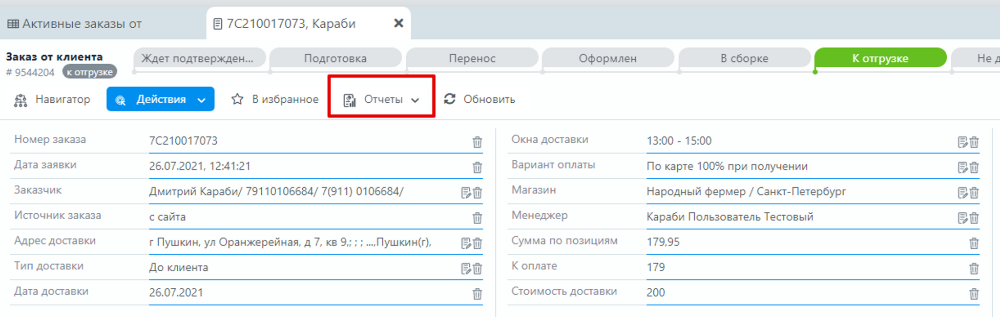 Активные заказы от
7С210017073, Караби
Заказ от клиента
# 9544204 к отгрузке
Ждет подтвержден...
Подготовка
Перенос
Оформлен
В сборке
К отгрузке
Не д
Навигатор
Действия
В избранное
Отчеты
Обновить
Номер заказа 7С210017073
Дата заявки 26.07.2021, 12:41:21
Заказчик Дмитрий Караби/ 79110106684/ 7(911) 0106684/
Источник заказа с сайта
Адрес доставки г Пушкин, ул Оранжерейная, д 7, кв 9,; ; ; ...,Пушкин(г),
Тип доставки До клиента
Дата доставки 26.07.2021
Окна доставки 13:00 - 15:00
Вариант оплаты По карте 100% при получении
Магазин Народный фермер / Санкт-Петербург
Менеджер Караби Пользователь Тестовый
Сумма по позициям 179,95
К оплате 179
Стоимость доставки 200